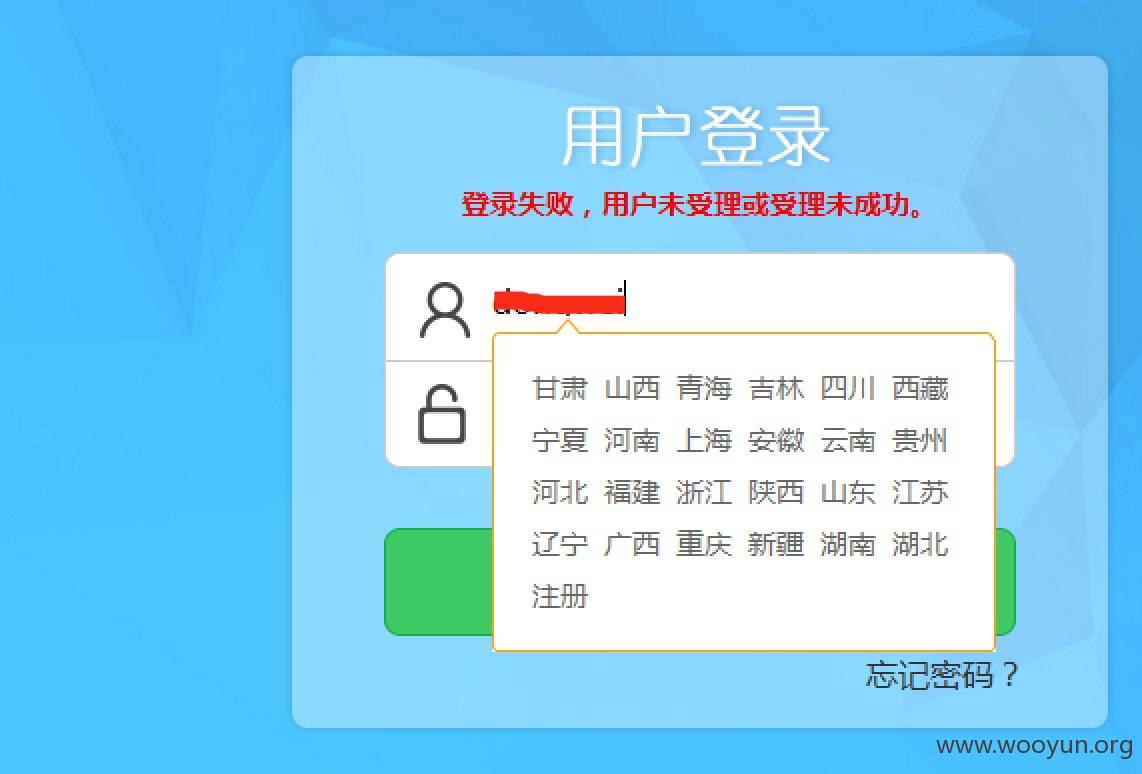 用户登录
登录失败，用户未受理或受理未成功。
甘肃 山西 青海 吉林 四川 西藏
宁夏 河南 上海 安徽 云南 贵州
河北 福建 浙江 陕西 山东 江苏
辽宁 广西 重庆 新疆 湖南 湖北
注册
忘记密码？
www.wooyun.org